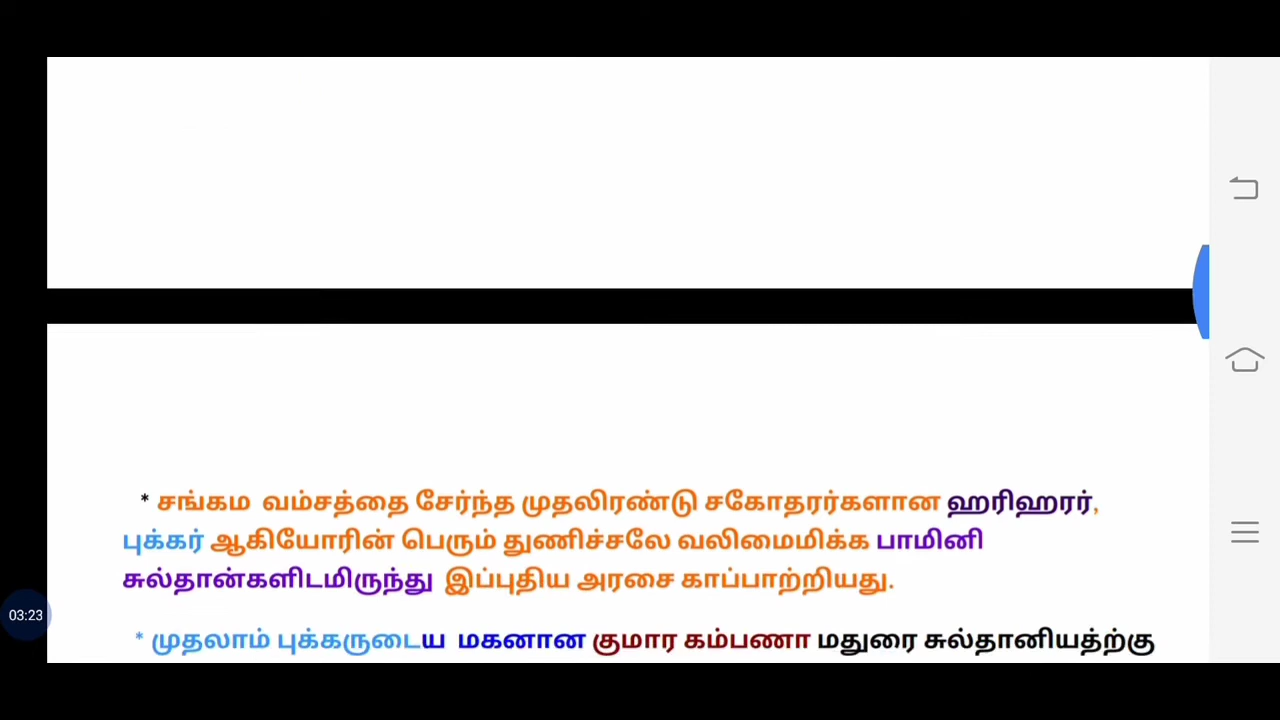 * சங்கம வம்சத்தை சேர்ந்த முதலிரண்டு சகோதரர்களான ஹரிஹரர்,
புக்கர் ஆகியோரின் பெரும் துணிச்சலே வலிமைமிக்க பாமினி
சுல்தான்களிடமிருந்து இப்புதிய அரசை காப்பாற்றியது.
03:23
* முதலாம் புக்கருடைய மகனான குமார கம்பணா மதுரை சுல்தானியத்ற்கு